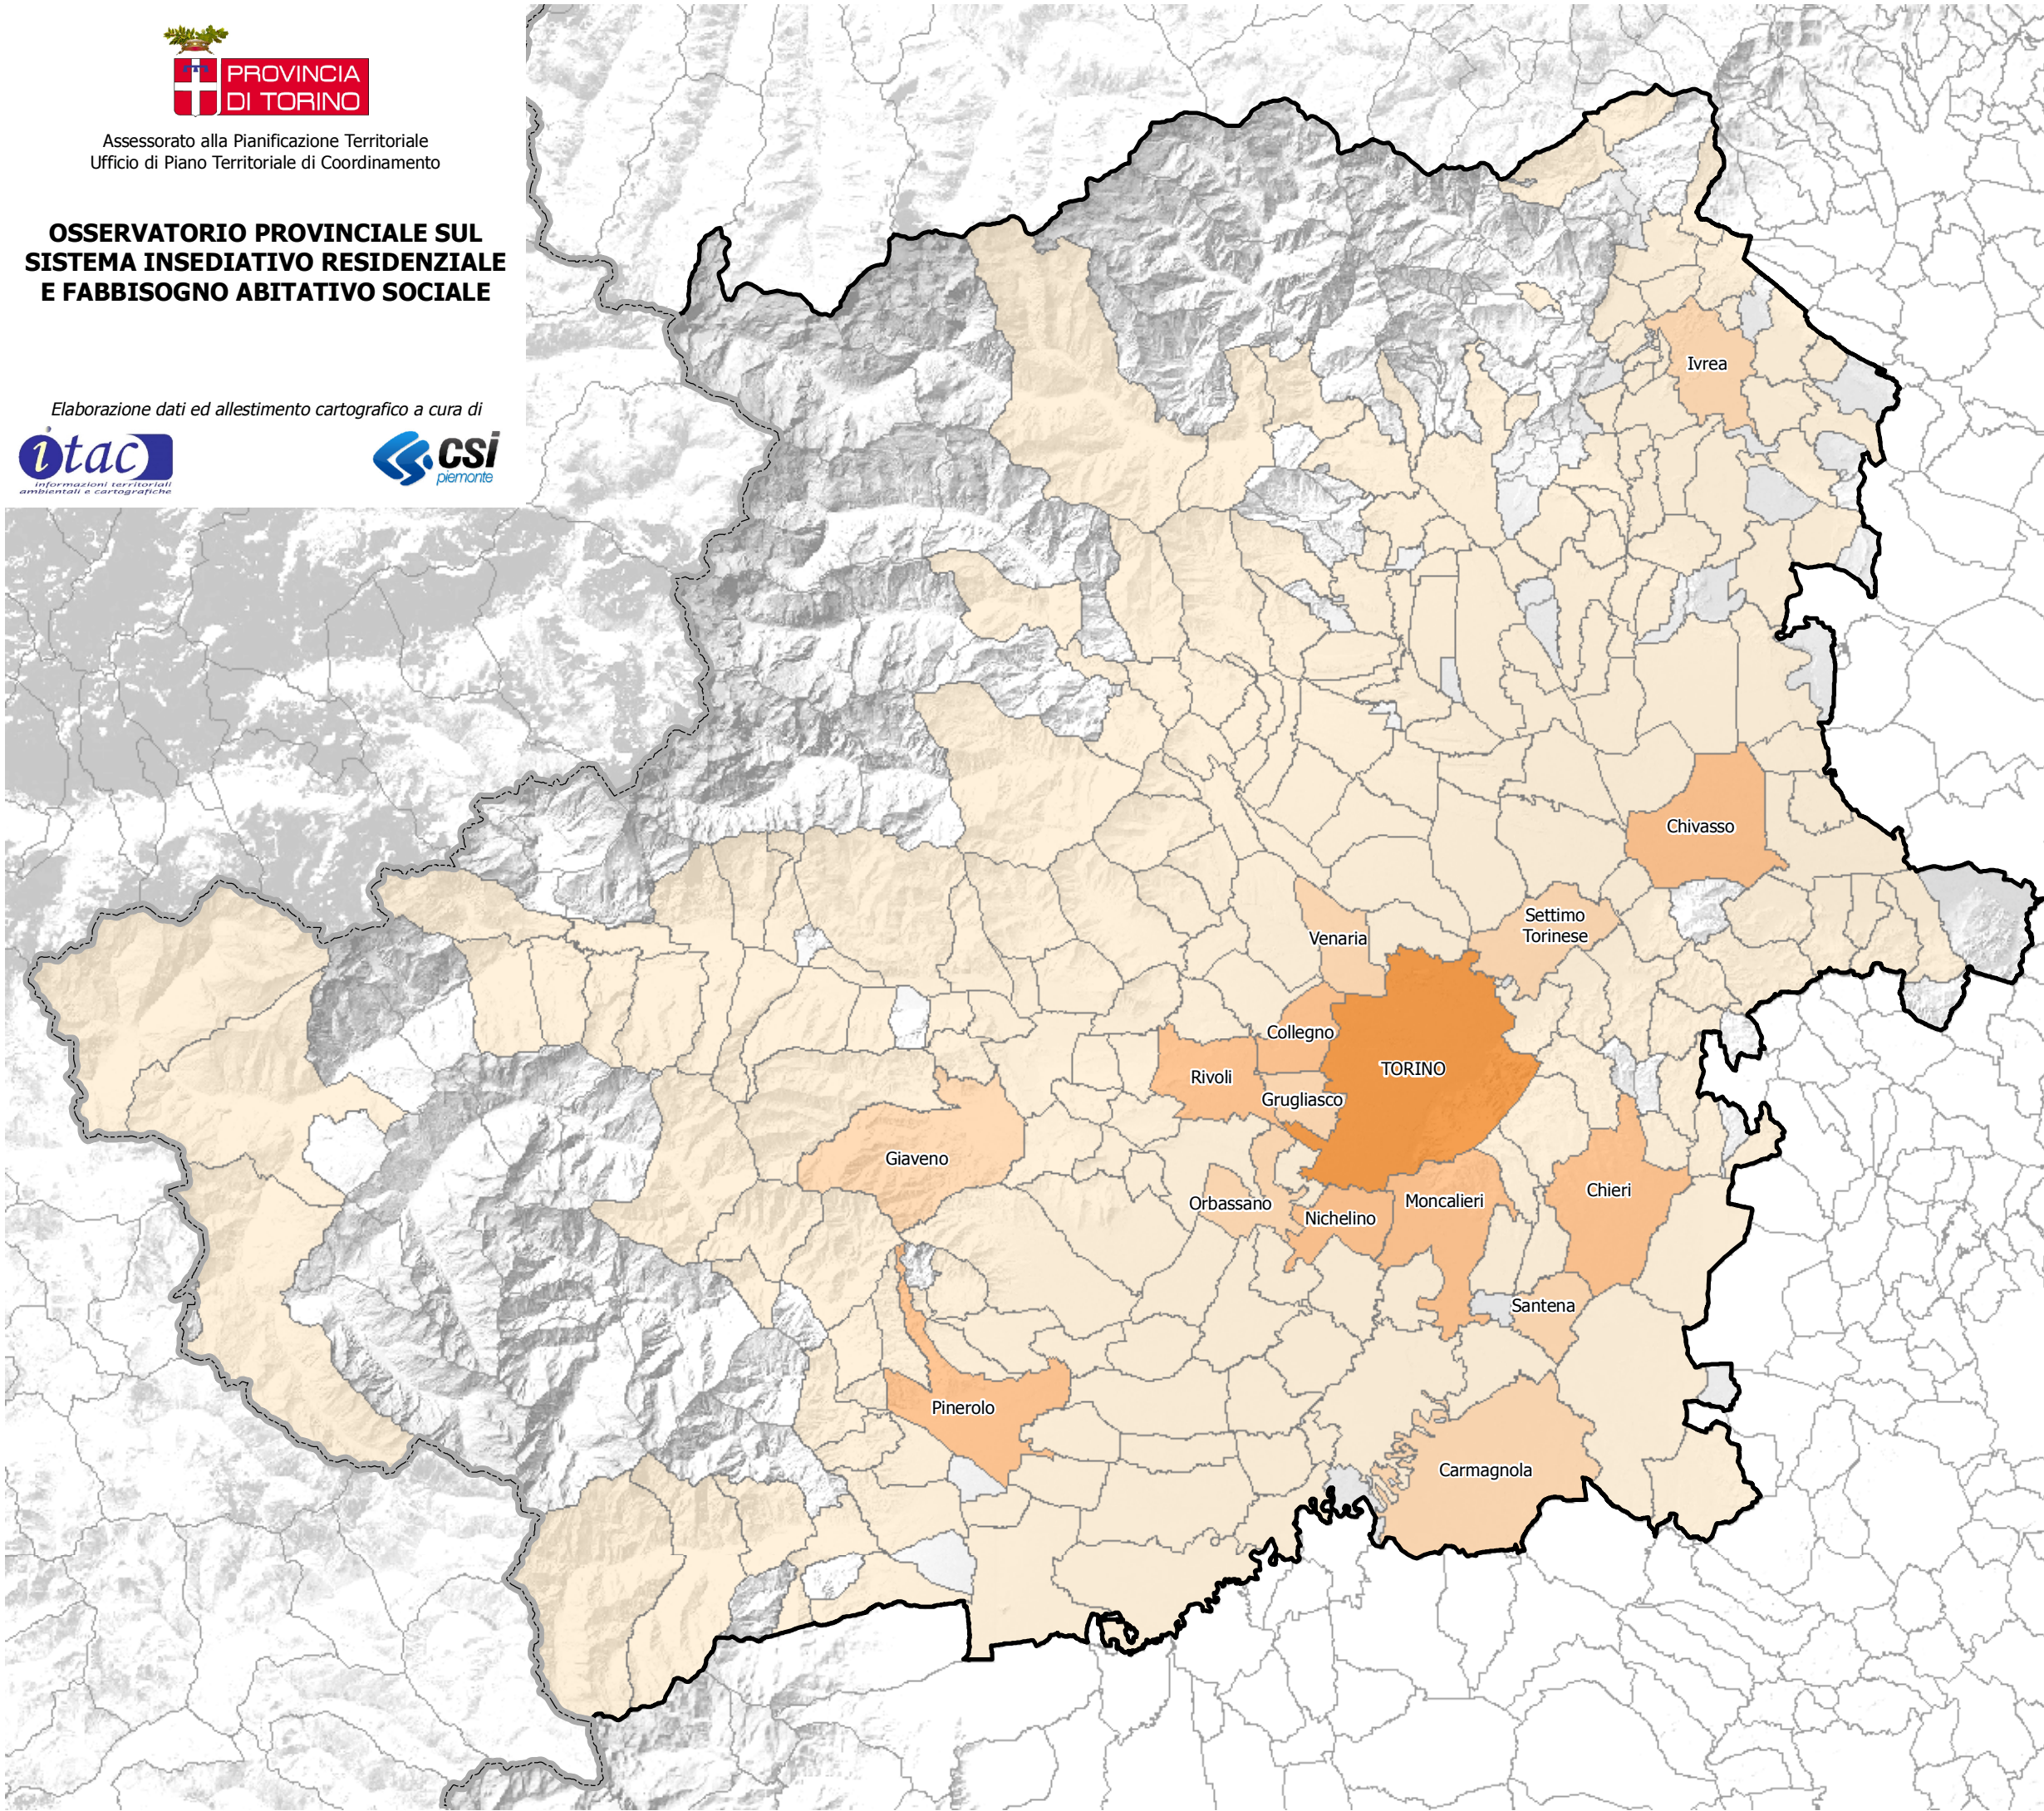 PROVINCIA
DI TORINO
Assessorato alla Pianificazione Territoriale
Ufficio di Piano Territoriale di Coordinamento
OSSERVATORIO PROVINCIALE SUL
SISTEMA INSEDIATIVO RESIDENZIALE
E FABBISOGNO ABITATIVO SOCIALE
Elaborazione dati ed allestimento cartografico a cura di
itac
informazioni territoriali
ambientali e cartografiche
csi
piemonte
Ivrea
Chivasso
Settimo
Torinese
Venaria
Collegno
TORINO
Rivoli
Grugliasco
Giaveno
Chieri
Moncalieri
Orbassano
Nichelino
Santena
Pinerolo
Carmagnola